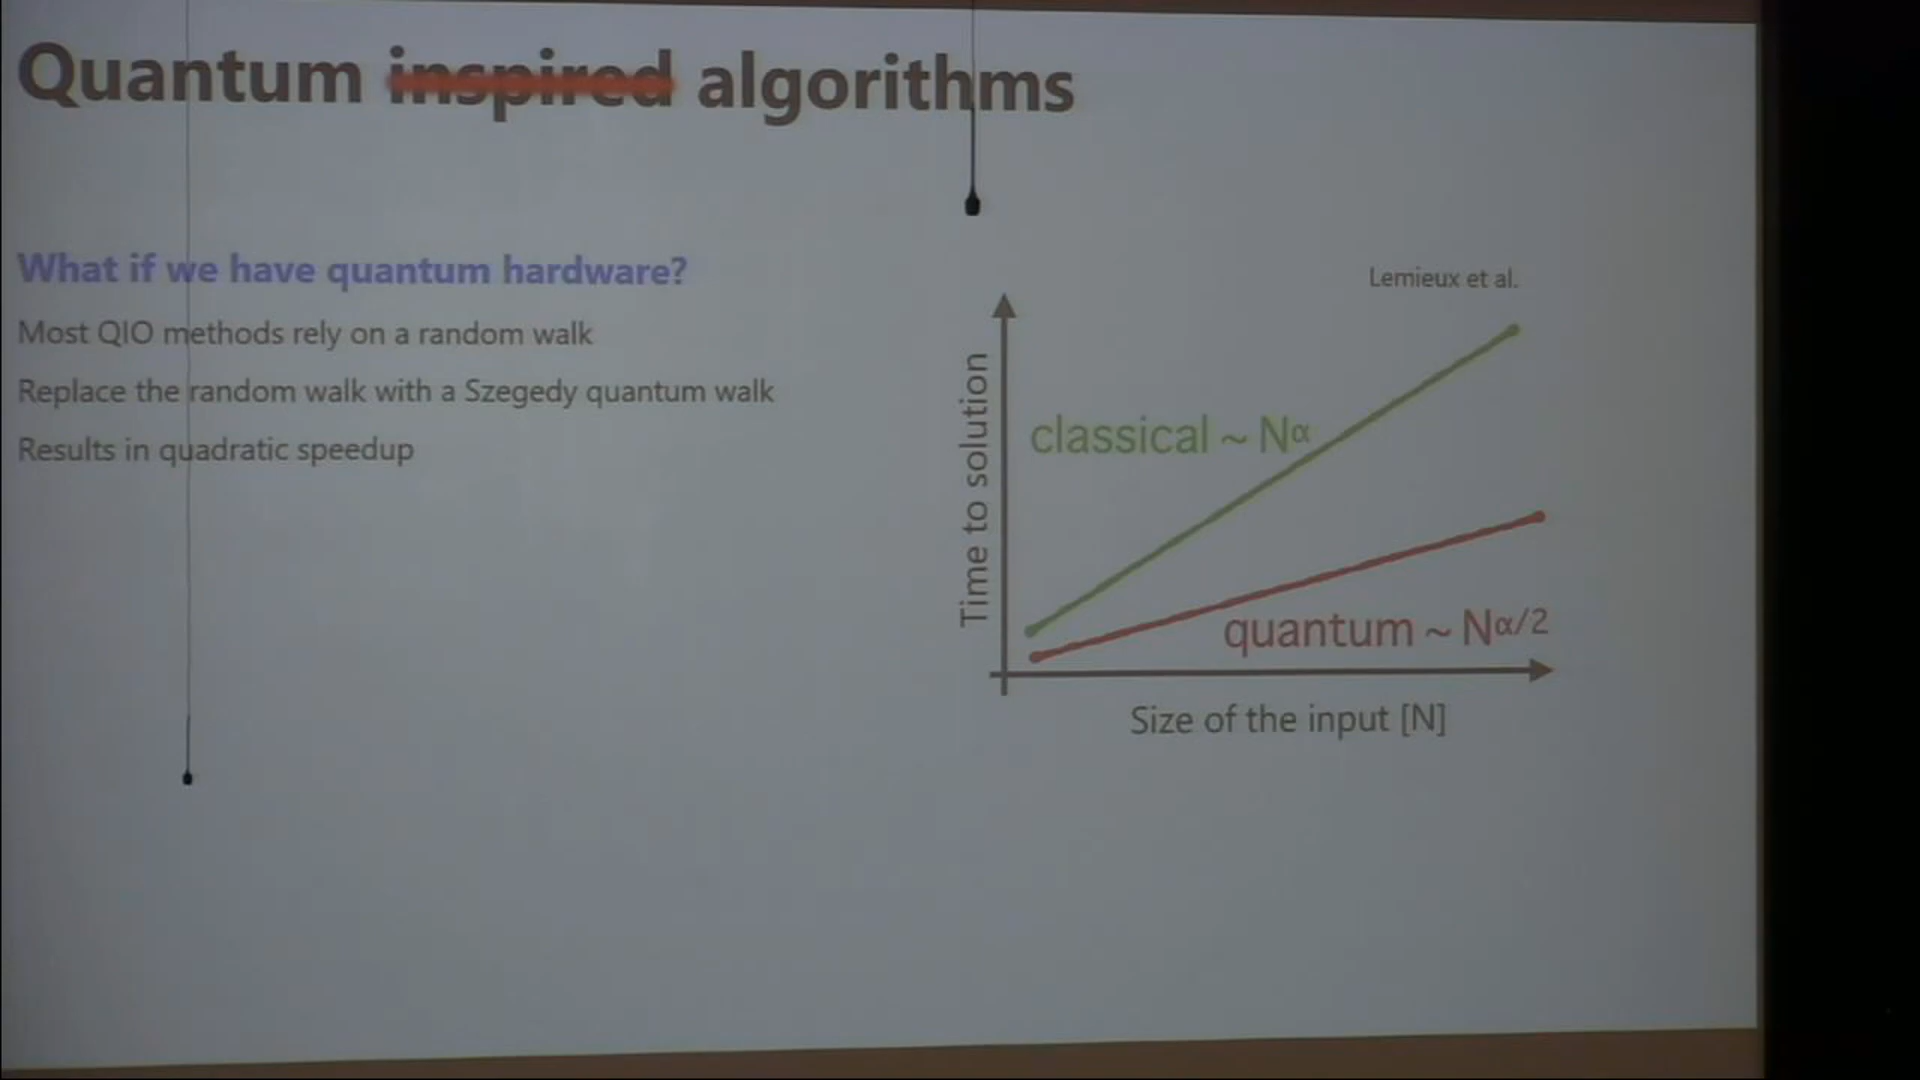 Quantum inspired algorithms
What if we have quantum hardware?
Most QIO methods rely on a random walk
Replace the random walk with a Szegedy quantum walk
Results in quadratic speedup
Lemieux et al.
Time to solution
classical ~ Nα
quantum ~ Nα/2
Size of the input [N]